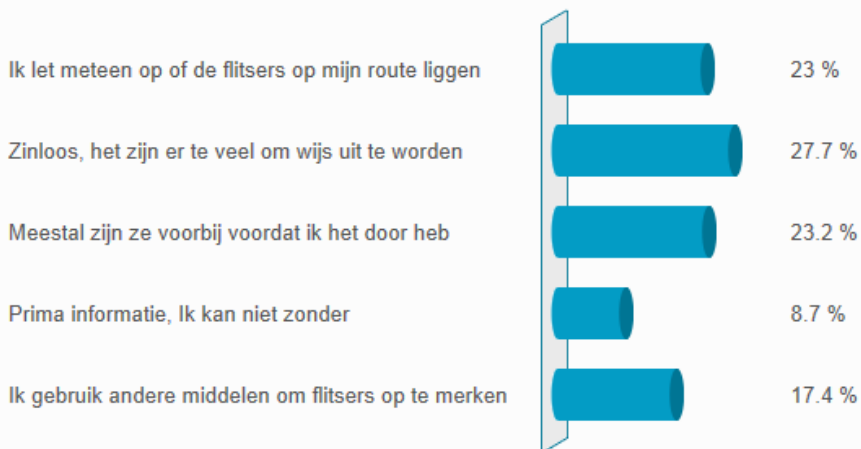 Ik let meteen op of de flitsers op mijn route liggen 23 %
Zinloos, het zijn er te veel om wijs uit te worden 27.7 %
Meestal zijn ze voorbij voordat ik het door heb 23.2 %
Prima informatie, Ik kan niet zonder 8.7 %
Ik gebruik andere middelen om flitsers op te merken 17.4 %